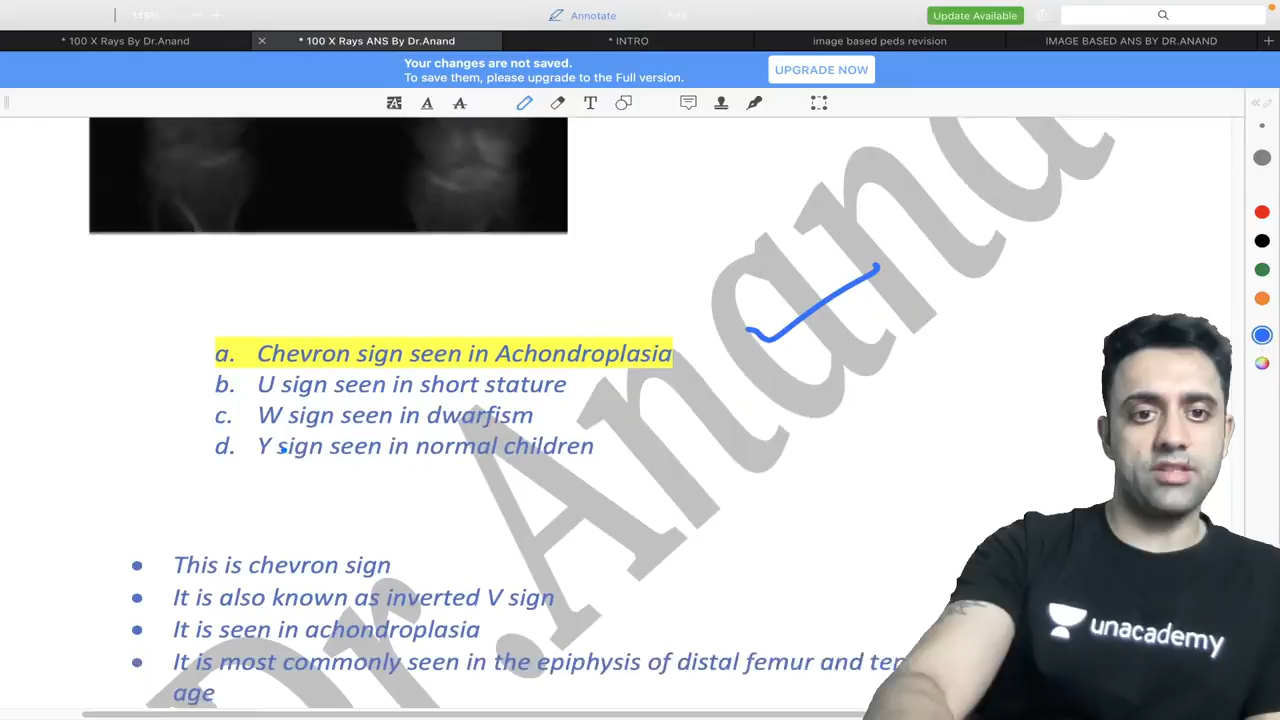 149%
Annotate
Edit
Update Available
* 100 X Rays By Dr.Anand
* 100 X Rays ANS By Dr.Anand
* INTRO
image based peds revision
IMAGE BASED ANS BY DR.ANAND
Your changes are not saved.
To save them, please upgrade to the Full version.
UPGRADE NOW
a. Chevron sign seen in Achondroplasia
b. U sign seen in short stature
c. W sign seen in dwarfism
d. Y sign seen in normal children
• This is chevron sign
• It is also known as inverted V sign
• It is seen in achondroplasia
• It is most commonly seen in the epiphysis of distal femur and
age
Dr.Anand
unacademy